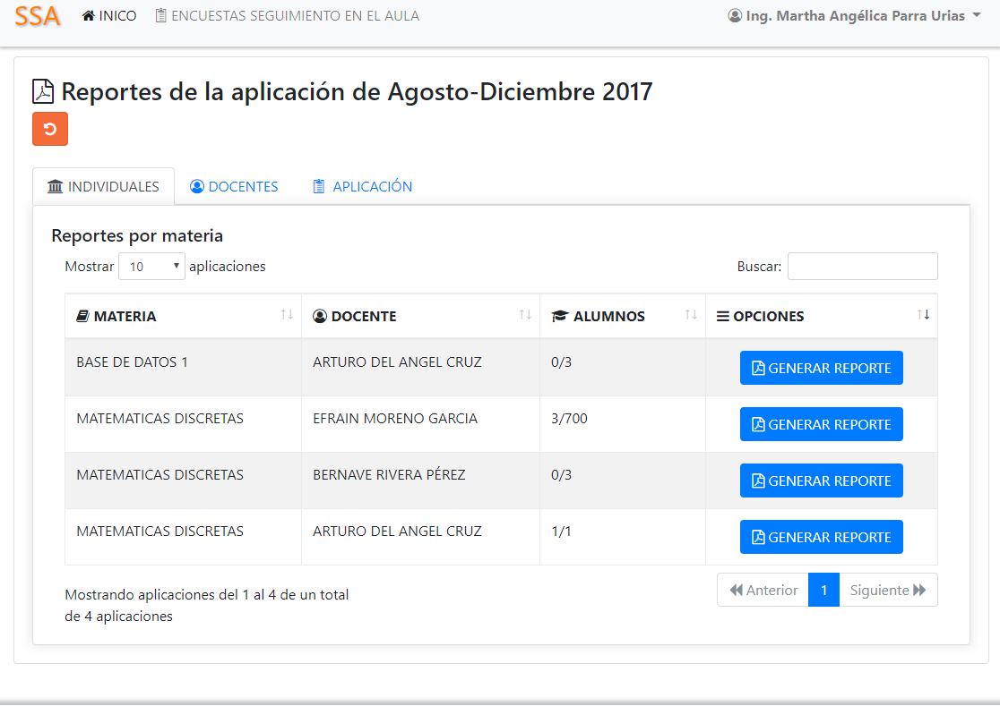 SSA INICO ENCUESTAS SEGUIMIENTO EN EL AULA Ing. Martha Angélica Parra Urias
Reportes de la aplicación de Agosto-Diciembre 2017
INDIVIDUALES DOCENTES APLICACIÓN
Reportes por materia
Mostrar 10 aplicaciones Buscar:
MATERIA DOCENTE ALUMNOS OPCIONES
BASE DE DATOS 1 ARTURO DEL ANGEL CRUZ 0/3 GENERAR REPORTE
MATEMATICAS DISCRETAS EFRAIN MORENO GARCIA 3/700 GENERAR REPORTE
MATEMATICAS DISCRETAS BERNAVE RIVERA PÉREZ 0/3 GENERAR REPORTE
MATEMATICAS DISCRETAS ARTURO DEL ANGEL CRUZ 1/1 GENERAR REPORTE
Mostrando aplicaciones del 1 al 4 de un total
de 4 aplicaciones
Anterior 1 Siguiente